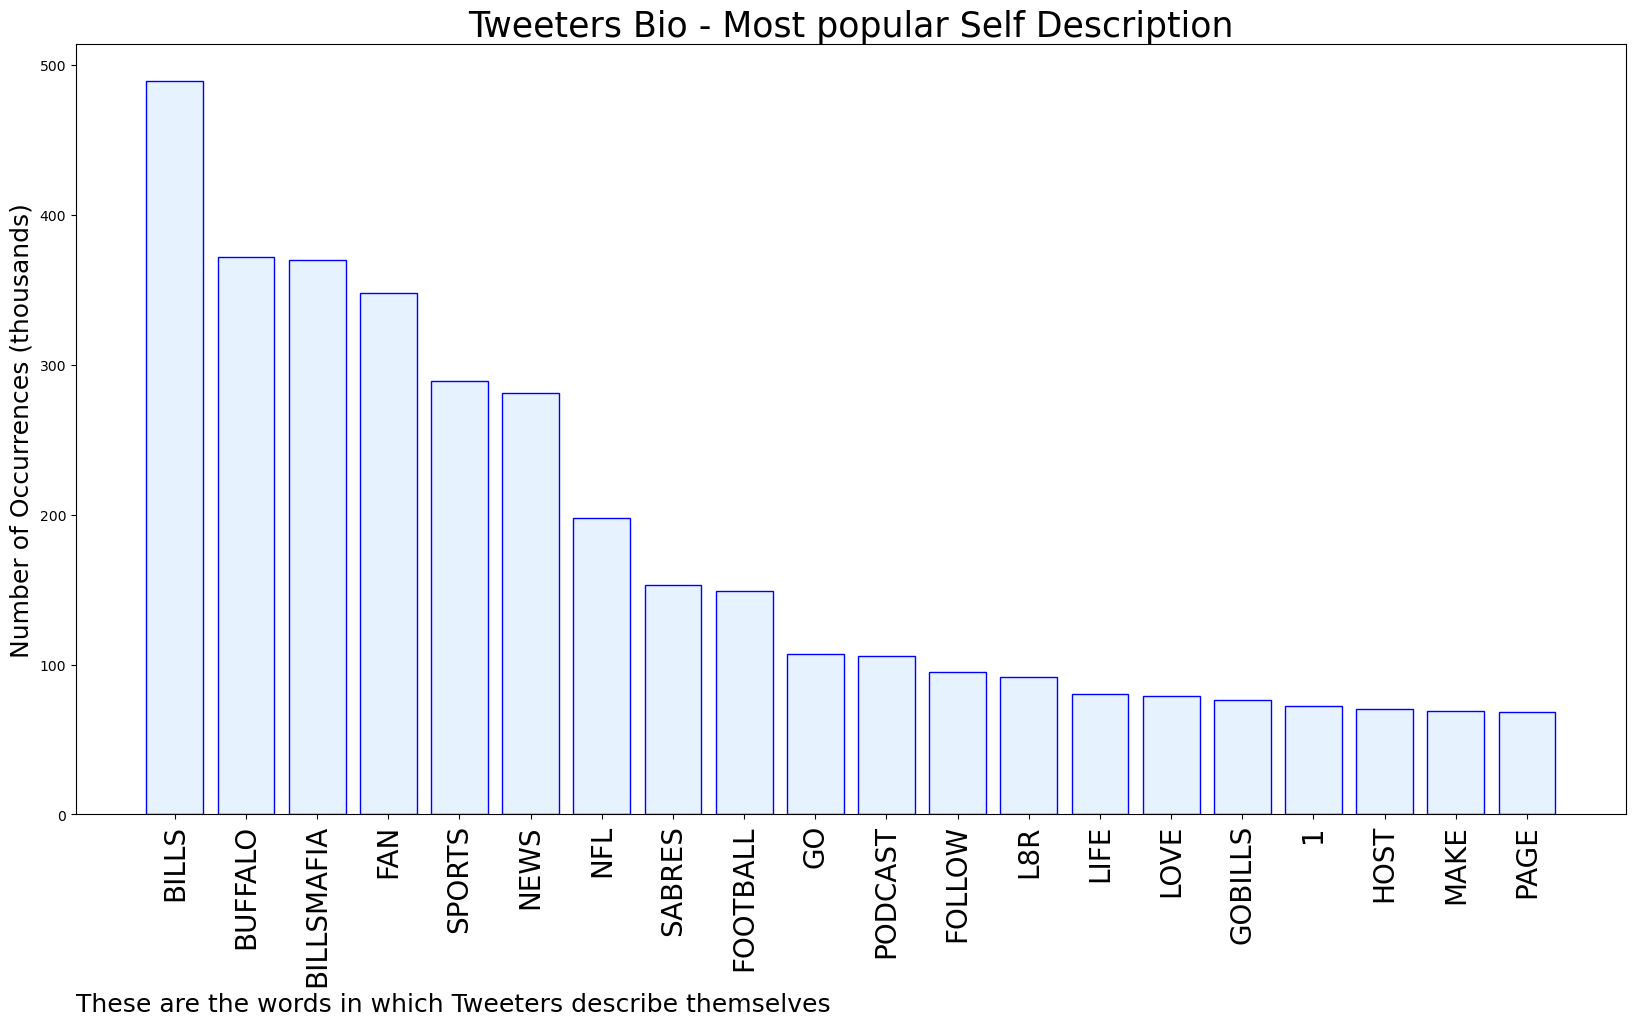 Tweeters Bio - Most popular Self Description
Number of Occurrences (thousands)
500
400
300
200
100
0
BILLS
BUFFALO
BILLSMAFIA
FAN
SPORTS
NEWS
NFL
SABRES
FOOTBALL
GO
PODCAST
FOLLOW
L8R
LIFE
LOVE
GOBILLS
1
HOST
MAKE
PAGE
These are the words in which Tweeters describe themselves